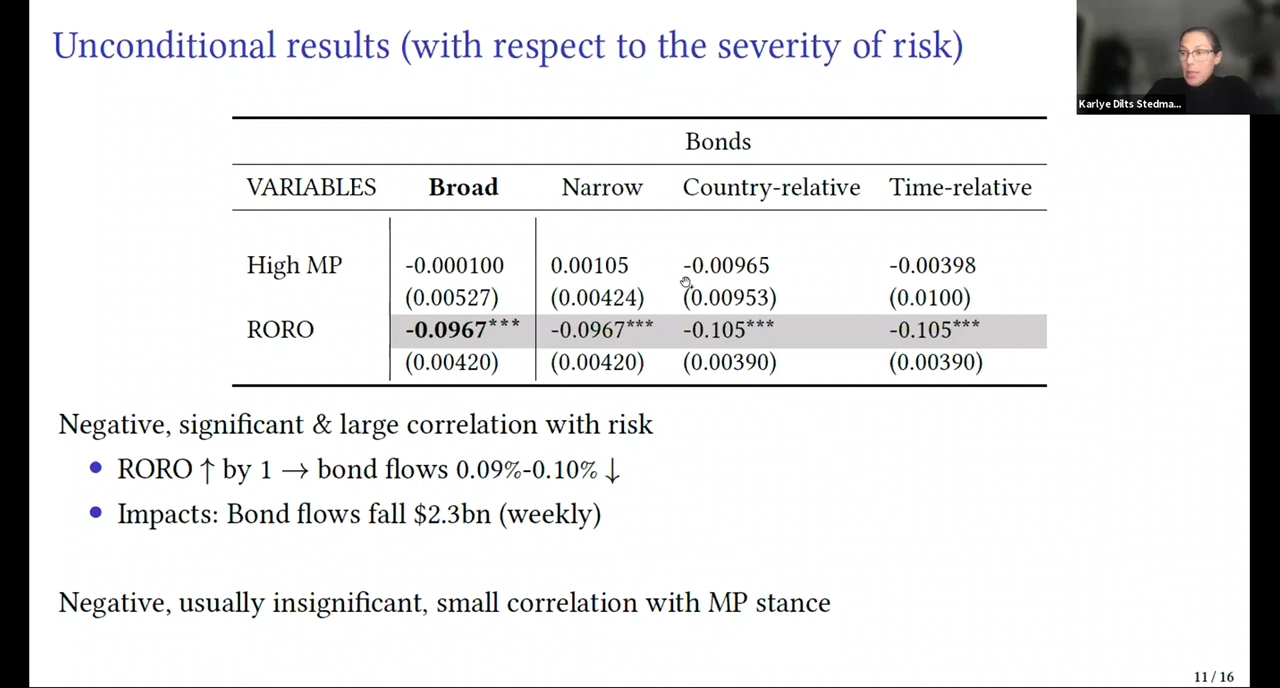 Unconditional results (with respect to the severity of risk)
Karlye Dilts Stedma...
Bonds
VARIABLES Broad Narrow Country-relative Time-relative
High MP -0.000100 0.00105 -0.00965 -0.00398
(0.00527) (0.00424) (0.00953) (0.0100)
RORO -0.0967*** -0.0967*** -0.105*** -0.105***
(0.00420) (0.00420) (0.00390) (0.00390)
Negative, significant & large correlation with risk
• RORO ↑ by 1 → bond flows 0.09%-0.10% ↓
• Impacts: Bond flows fall $2.3bn (weekly)
Negative, usually insignificant, small correlation with MP stance
11 / 16